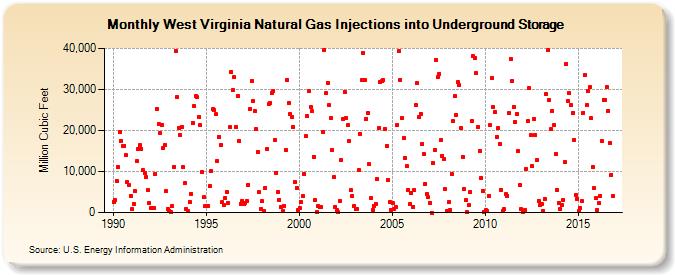 Monthly West Virginia Natural Gas Injections into Underground Storage
Million Cubic Feet
40,000
30,000
20,000
10,000
0
1990 1995 2000 2005 2010 2015
Source: U.S. Energy Information Administration